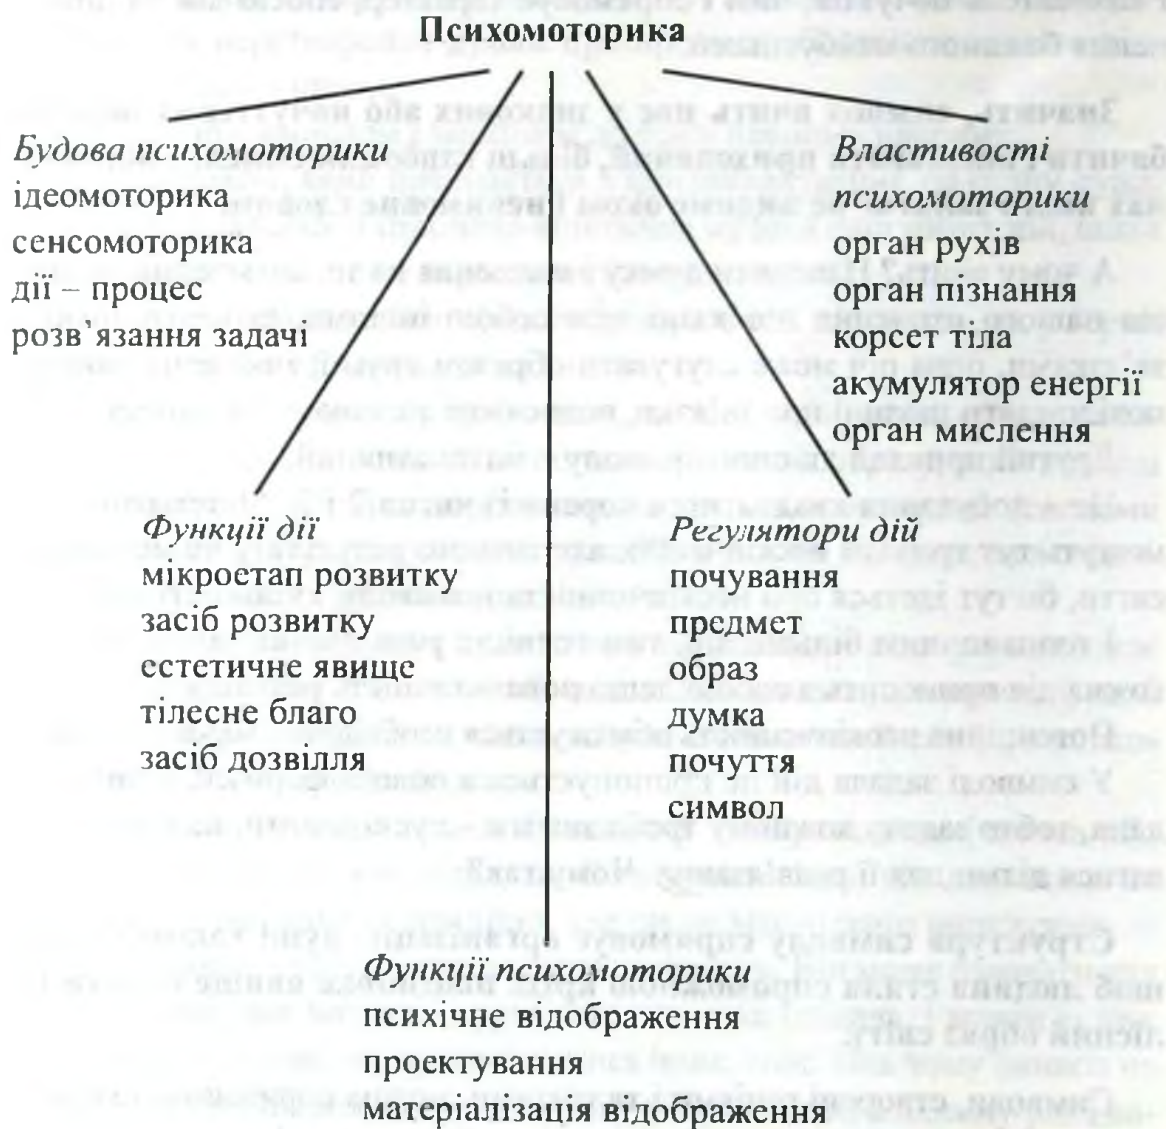 Психомоторика
Будова психомоторики
ідеомоторика
сенсомоторика
дії – процес
розв`язання задачі
Властивості
психомоторики
орган рухів
орган пізнання
корсет тіла
акумулятор енергії
орган мислення
Функції дії
мікроетап розвитку
засіб розвитку
естетичне явище
тілесне благо
засіб дозвілля
Регулятори дій
почування
предмет
образ
думка
почуття
символ
Функції психомоторики
психічне відображення
проектування
матеріалізація відображення